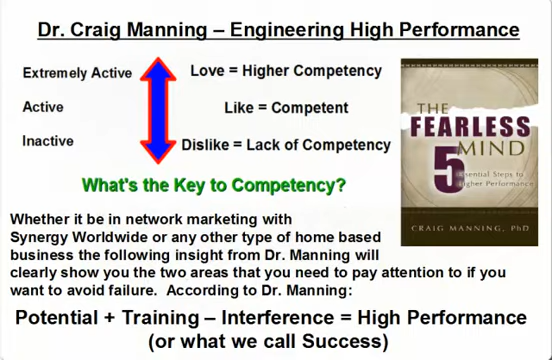 Dr. Craig Manning – Engineering High Performance
Extremely Active
Love = Higher Competency
Active
Like = Competent
Inactive
Dislike = Lack of Competency
What's the Key to Competency?
THE
FEARLESS
MIND
5
Essential Steps to
Higher Performance
CRAIG MANNING, PhD
Whether it be in network marketing with
Synergy Worldwide or any other type of home based
business the following insight from Dr. Manning will
clearly show you the two areas that you need to pay attention to if you
want to avoid failure. According to Dr. Manning:
Potential + Training – Interference = High Performance
(or what we call Success)